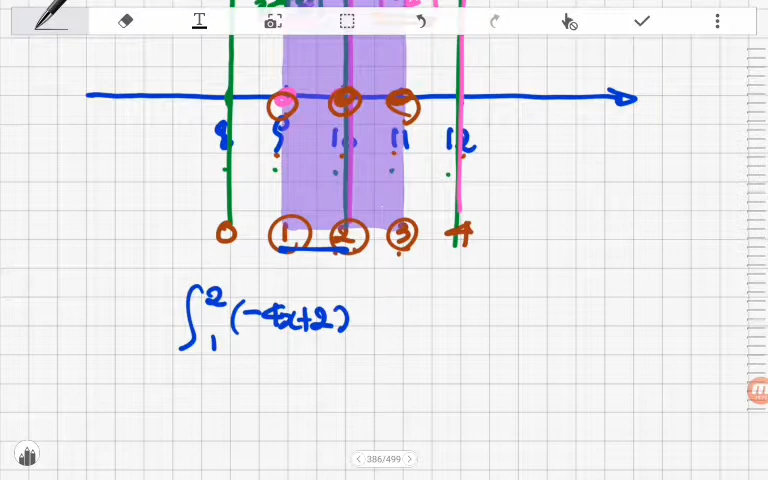 T
8 9 10 11 12
0 1 2 3 4
∫₁² (-4x+2)
386/499